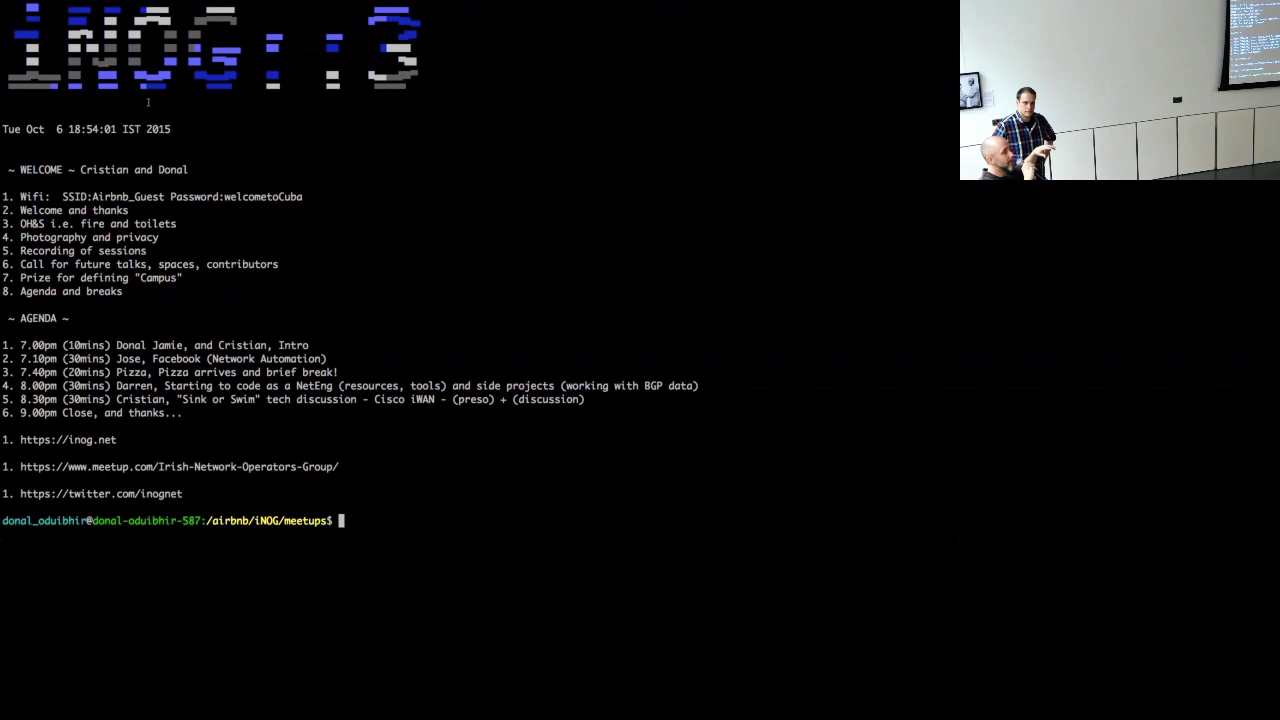 iNOG::3
Tue Oct  6 18:54:01 IST 2015
~ WELCOME ~ Cristian and Donal
1. Wifi:  SSID:Airbnb_Guest Password:welcometoCuba
2. Welcome and thanks
3. OH&S i.e. fire and toilets
4. Photography and privacy
5. Recording of sessions
6. Call for future talks, spaces, contributors
7. Prize for defining "Campus"
8. Agenda and breaks
~ AGENDA ~
1. 7.00pm (10mins) Donal Jamie, and Cristian, Intro
2. 7.10pm (30mins) Jose, Facebook (Network Automation)
3. 7.40pm (20mins) Pizza, Pizza arrives and brief break!
4. 8.00pm (30mins) Darren, Starting to code as a NetEng (resources, tools) and side projects (working with BGP data)
5. 8.30pm (30mins) Cristian, "Sink or Swim" tech discussion - Cisco iWAN - (preso) + (discussion)
6. 9.00pm Close, and thanks...
1. https://inog.net
1. https://www.meetup.com/Irish-Network-Operators-Group/
1. https://twitter.com/inognet
donal_oduibhir@donal-oduibhir-587:/airbnb/iNOG/meetups$